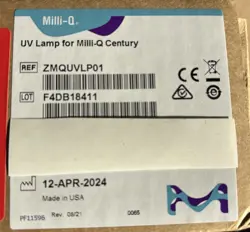 Milli-Q®
UV Lamp for Milli-Q Century
REF ZMQUVLP01
LOT F4DB18411
CE
12-APR-2024
Made in USA
PF11596 Rev. 08/21 0065
M